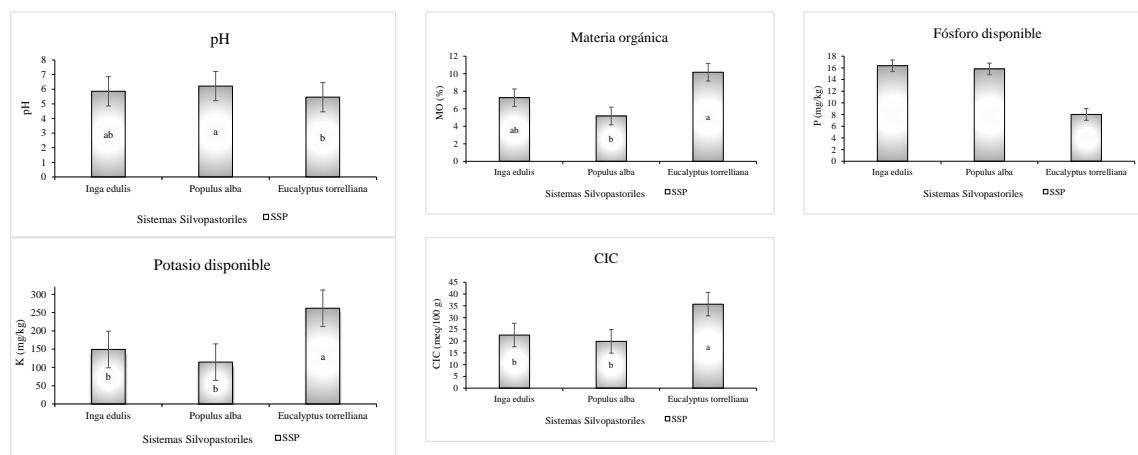 pH
8
7
6
5
4
3
2
1
0
pH
ab
a
b
Inga edulis
Populus alba
Eucalyptus torrelliana
Sistemas Silvopastoriles
SSP
Materia orgánica
12
10
8
6
4
2
0
MO (%)
ab
b
a
Inga edulis
Populus alba
Eucalyptus torrelliana
Sistemas Silvopastoriles
SSP
Fósforo disponible
18
16
14
12
10
8
6
4
2
0
P (mg/kg)
Inga edulis
Populus alba
Eucalyptus torrelliana
Sistemas Silvopastoriles
SSP
Potasio disponible
300
250
200
150
100
50
0
K (mg/kg)
b
b
a
Inga edulis
Populus alba
Eucalyptus torrelliana
Sistemas Silvopastoriles
SSP
CIC
45
40
35
30
25
20
15
10
5
0
CIC (meq/100 g)
b
b
a
Inga edulis
Populus alba
Eucalyptus torrelliana
Sistemas Silvopastoriles
SSP